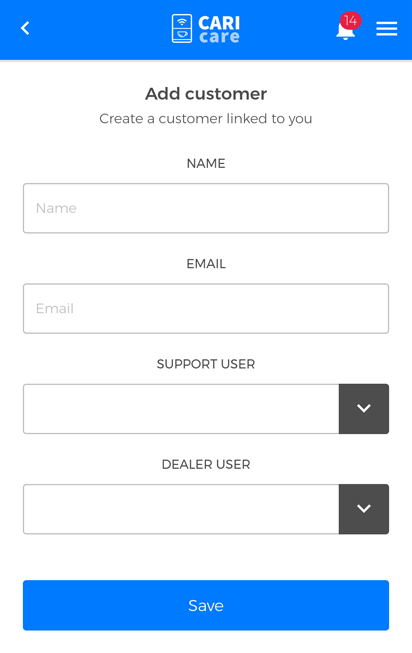 CARI
care
14
Add customer
Create a customer linked to you
NAME
Name
EMAIL
Email
SUPPORT USER
DEALER USER
Save